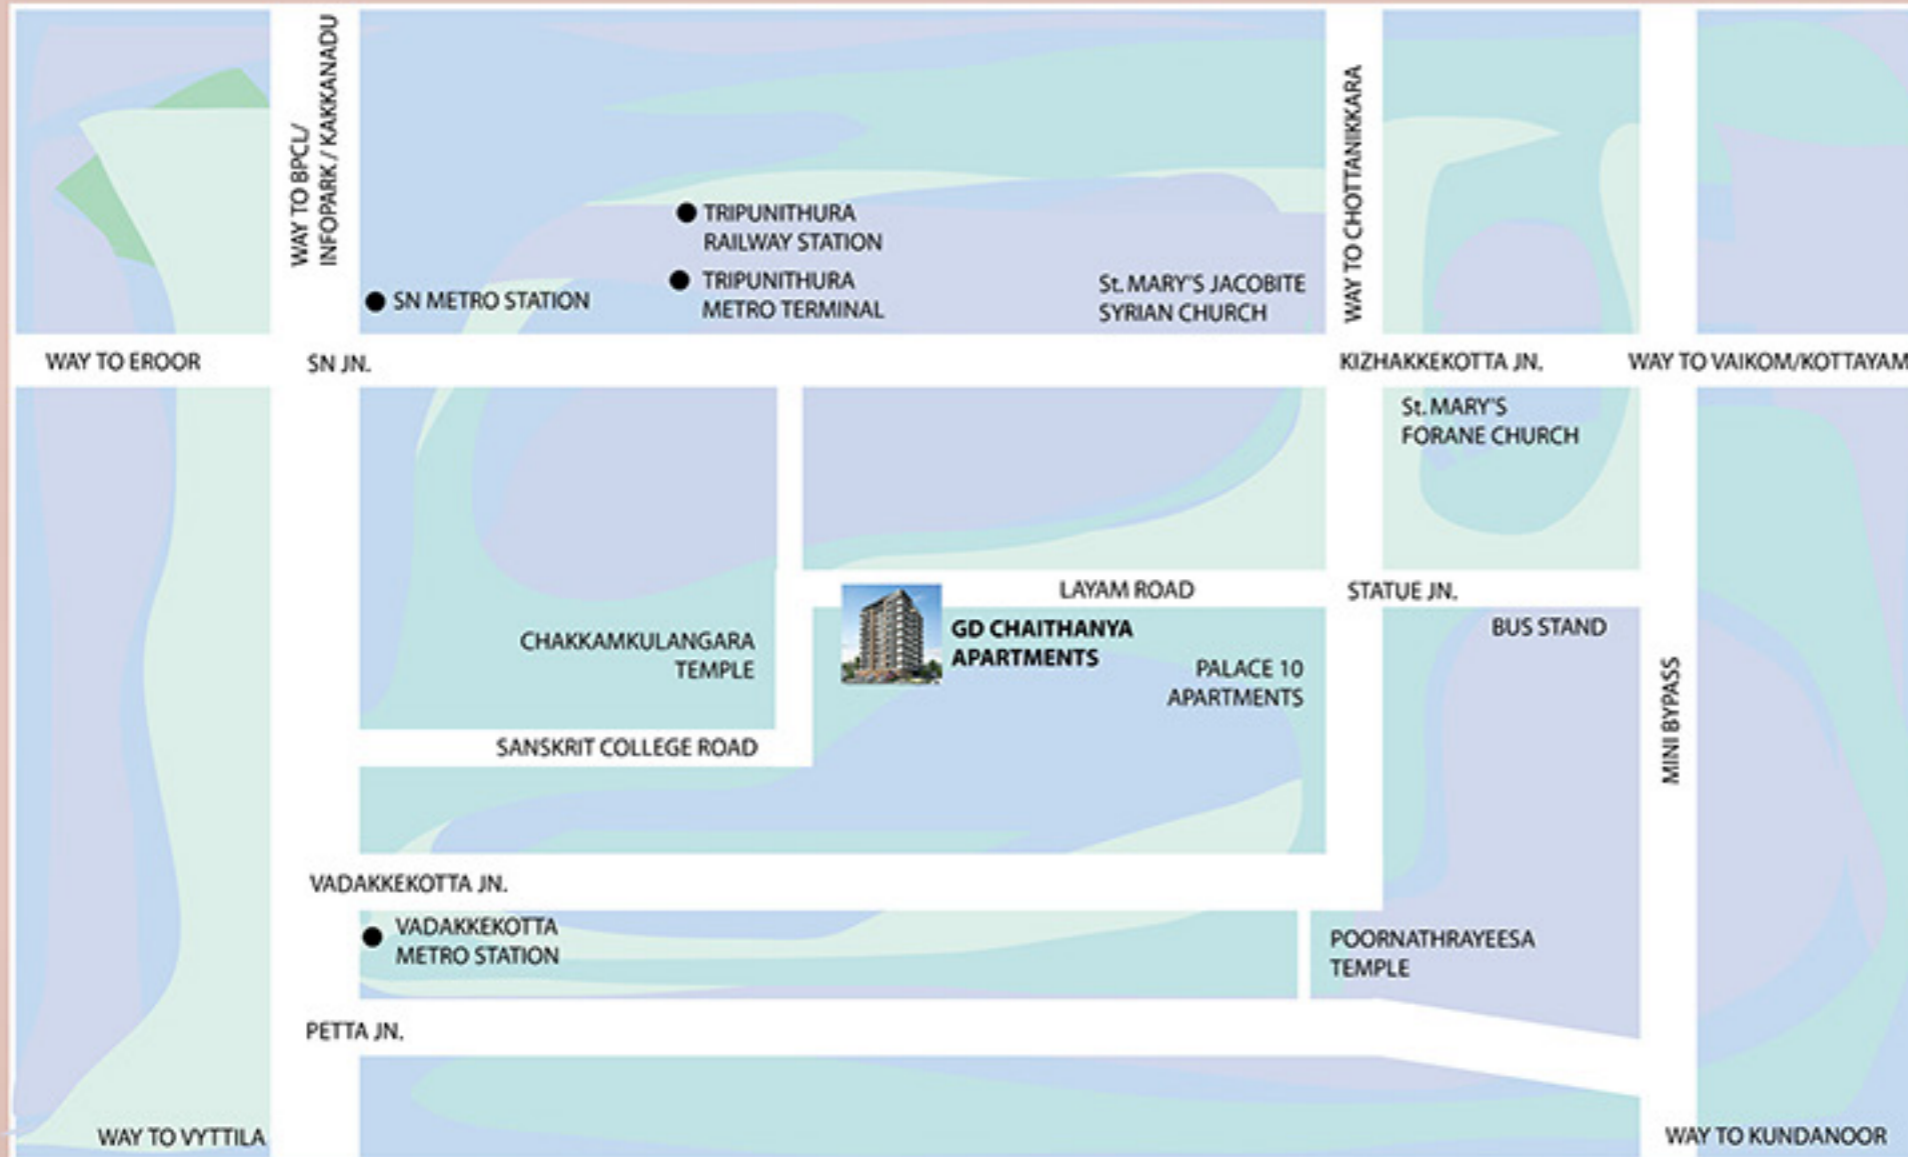 WAY TO BPCL/
INFOPARK / KAKKANADU
WAY TO CHOTTANIKKARA
TRIPUNITHURA
RAILWAY STATION
TRIPUNITHURA
METRO TERMINAL
SN METRO STATION
St. MARY'S JACOBITE
SYRIAN CHURCH
WAY TO EROOR
SN JN.
KIZHAKKEKOTTA JN.
WAY TO VAIKOM/KOTTAYAM
St. MARY'S
FORANE CHURCH
LAYAM ROAD
STATUE JN.
BUS STAND
GD CHAITHANYA
APARTMENTS
CHAKKAMKULANGARA
TEMPLE
PALACE 10
APARTMENTS
MINI BYPASS
SANSKRIT COLLEGE ROAD
VADAKKEKOTTA JN.
VADAKKEKOTTA
METRO STATION
POORNATHRAYEESA
TEMPLE
PETTA JN.
WAY TO VYTTILA
WAY TO KUNDANOOR